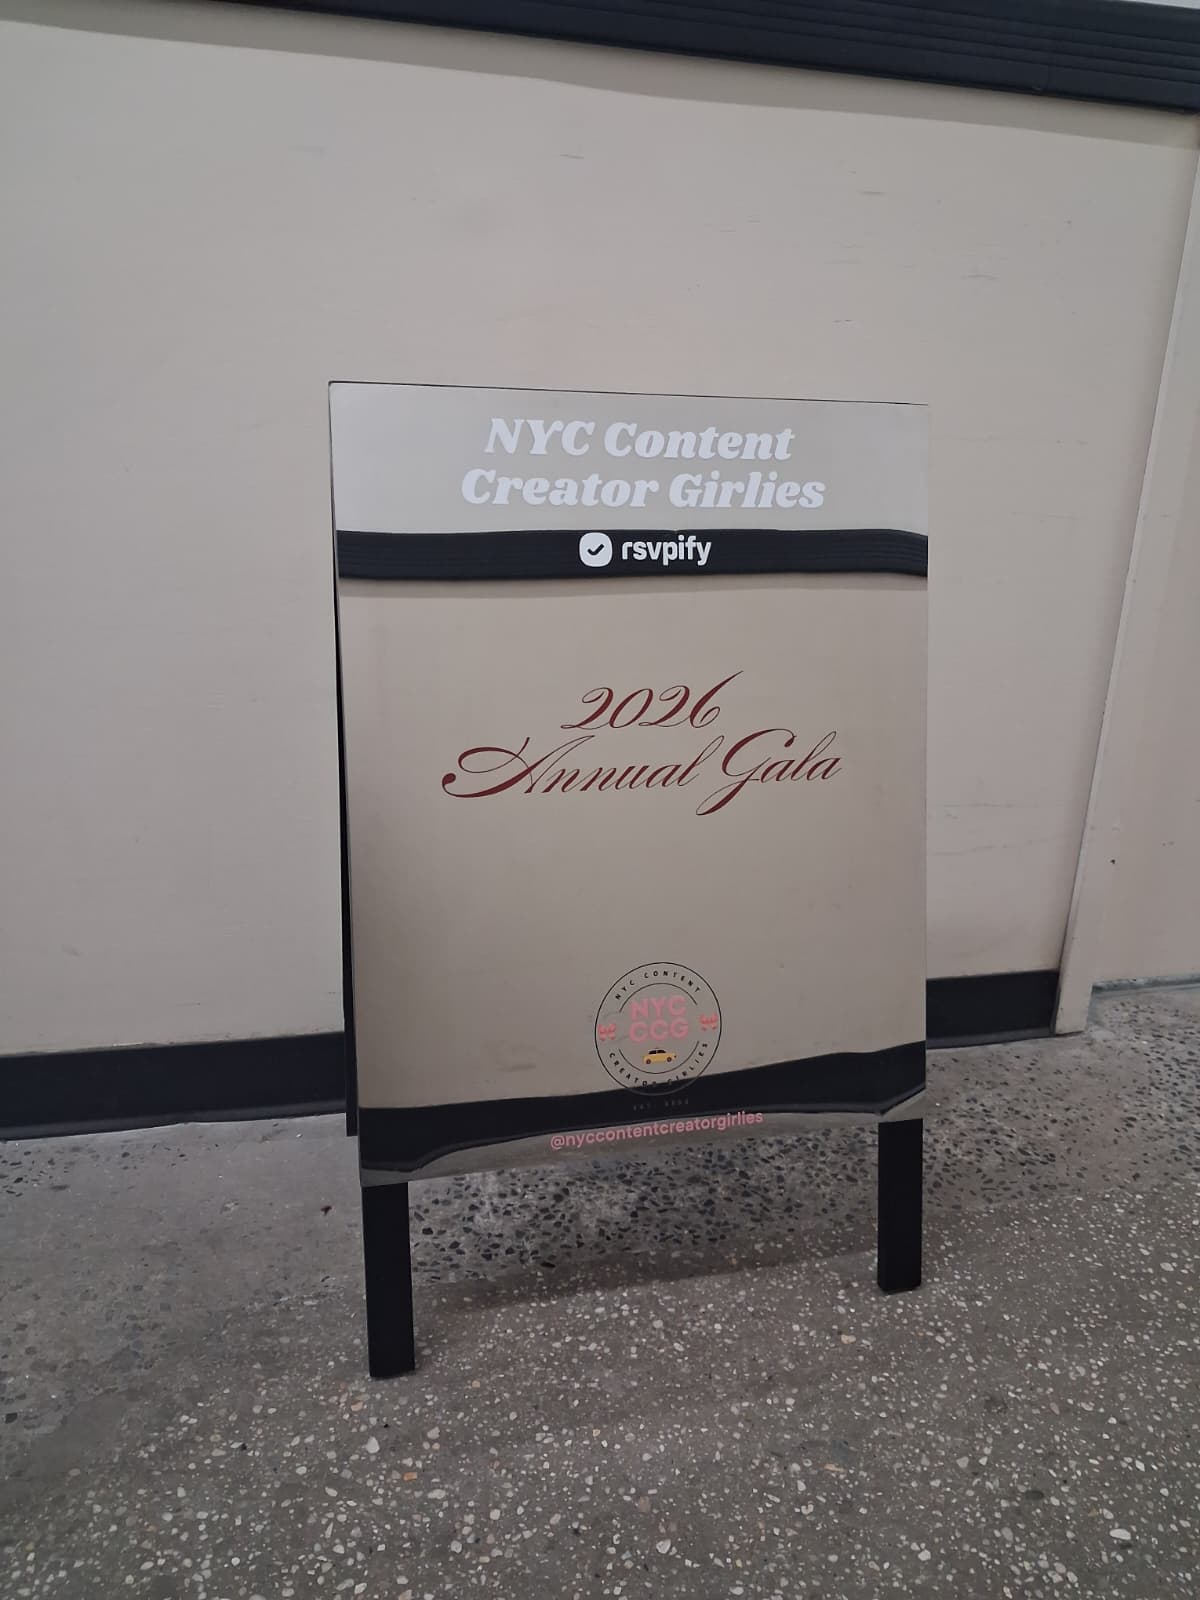 NYC Content
Creator Girlies
rsvpify
2026
Annual Gala
NYC CONTENT
NYC
CCG
CREATOR GIRLIES
@nyccontentcreatorgirlies